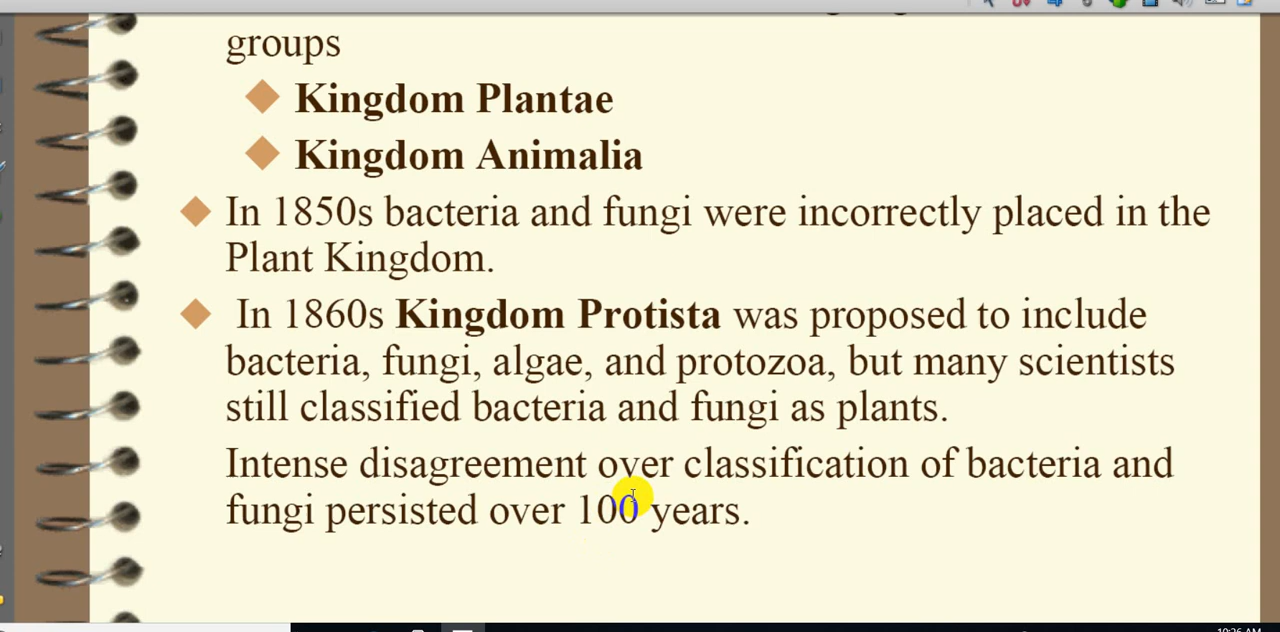 groups
Kingdom Plantae
Kingdom Animalia
In 1850s bacteria and fungi were incorrectly placed in the
Plant Kingdom.
In 1860s Kingdom Protista was proposed to include
bacteria, fungi, algae, and protozoa, but many scientists
still classified bacteria and fungi as plants.
Intense disagreement over classification of bacteria and
fungi persisted over 100 years.